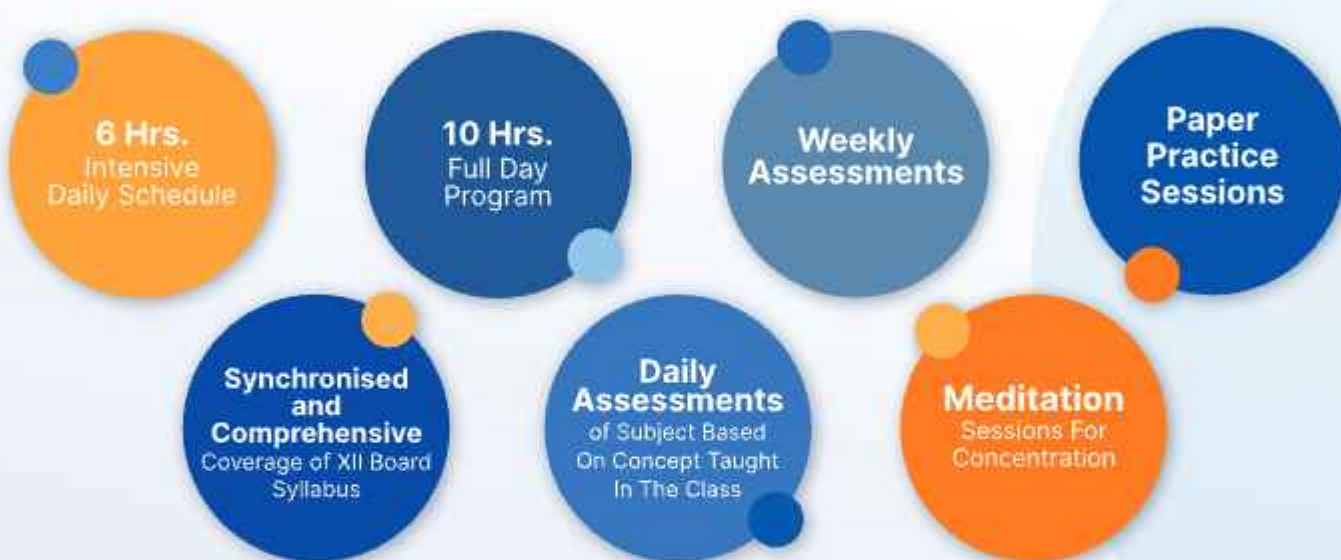 6 Hrs.
Intensive
Daily Schedule
10 Hrs.
Full Day
Program
Weekly
Assessments
Paper
Practice
Sessions
Synchronised
and
Comprehensive
Coverage of XII Board
Syllabus
Daily
Assessments
of Subject Based
On Concept Taught
In The Class
Meditation
Sessions For
Concentration